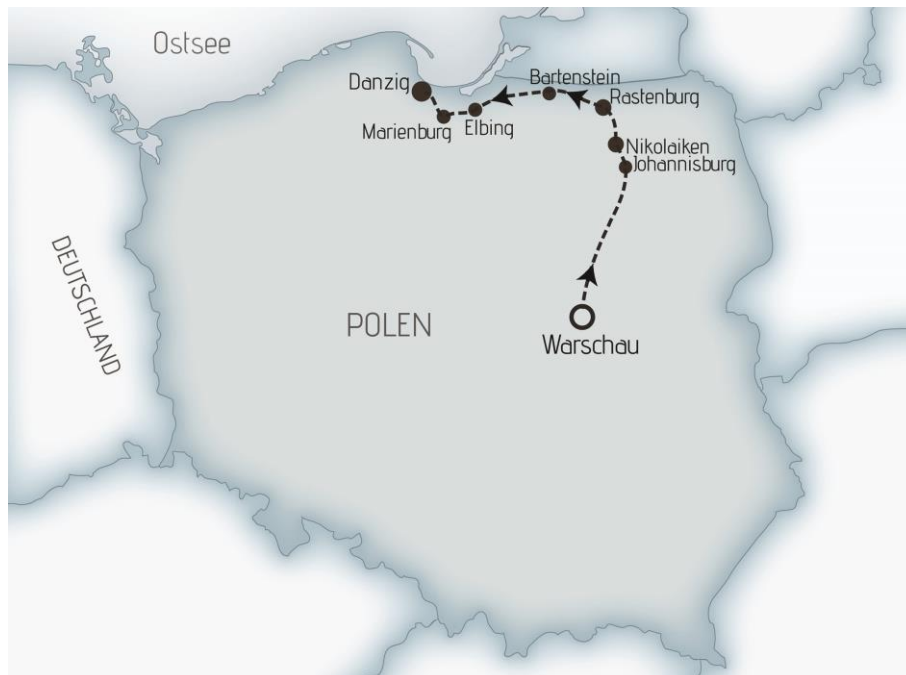 Ostsee
Danzig
Bartenstein
Rastenburg
Marienburg
Elbing
Nikolaiken
Johannisburg
DEUTSCHLAND
POLEN
Warschau